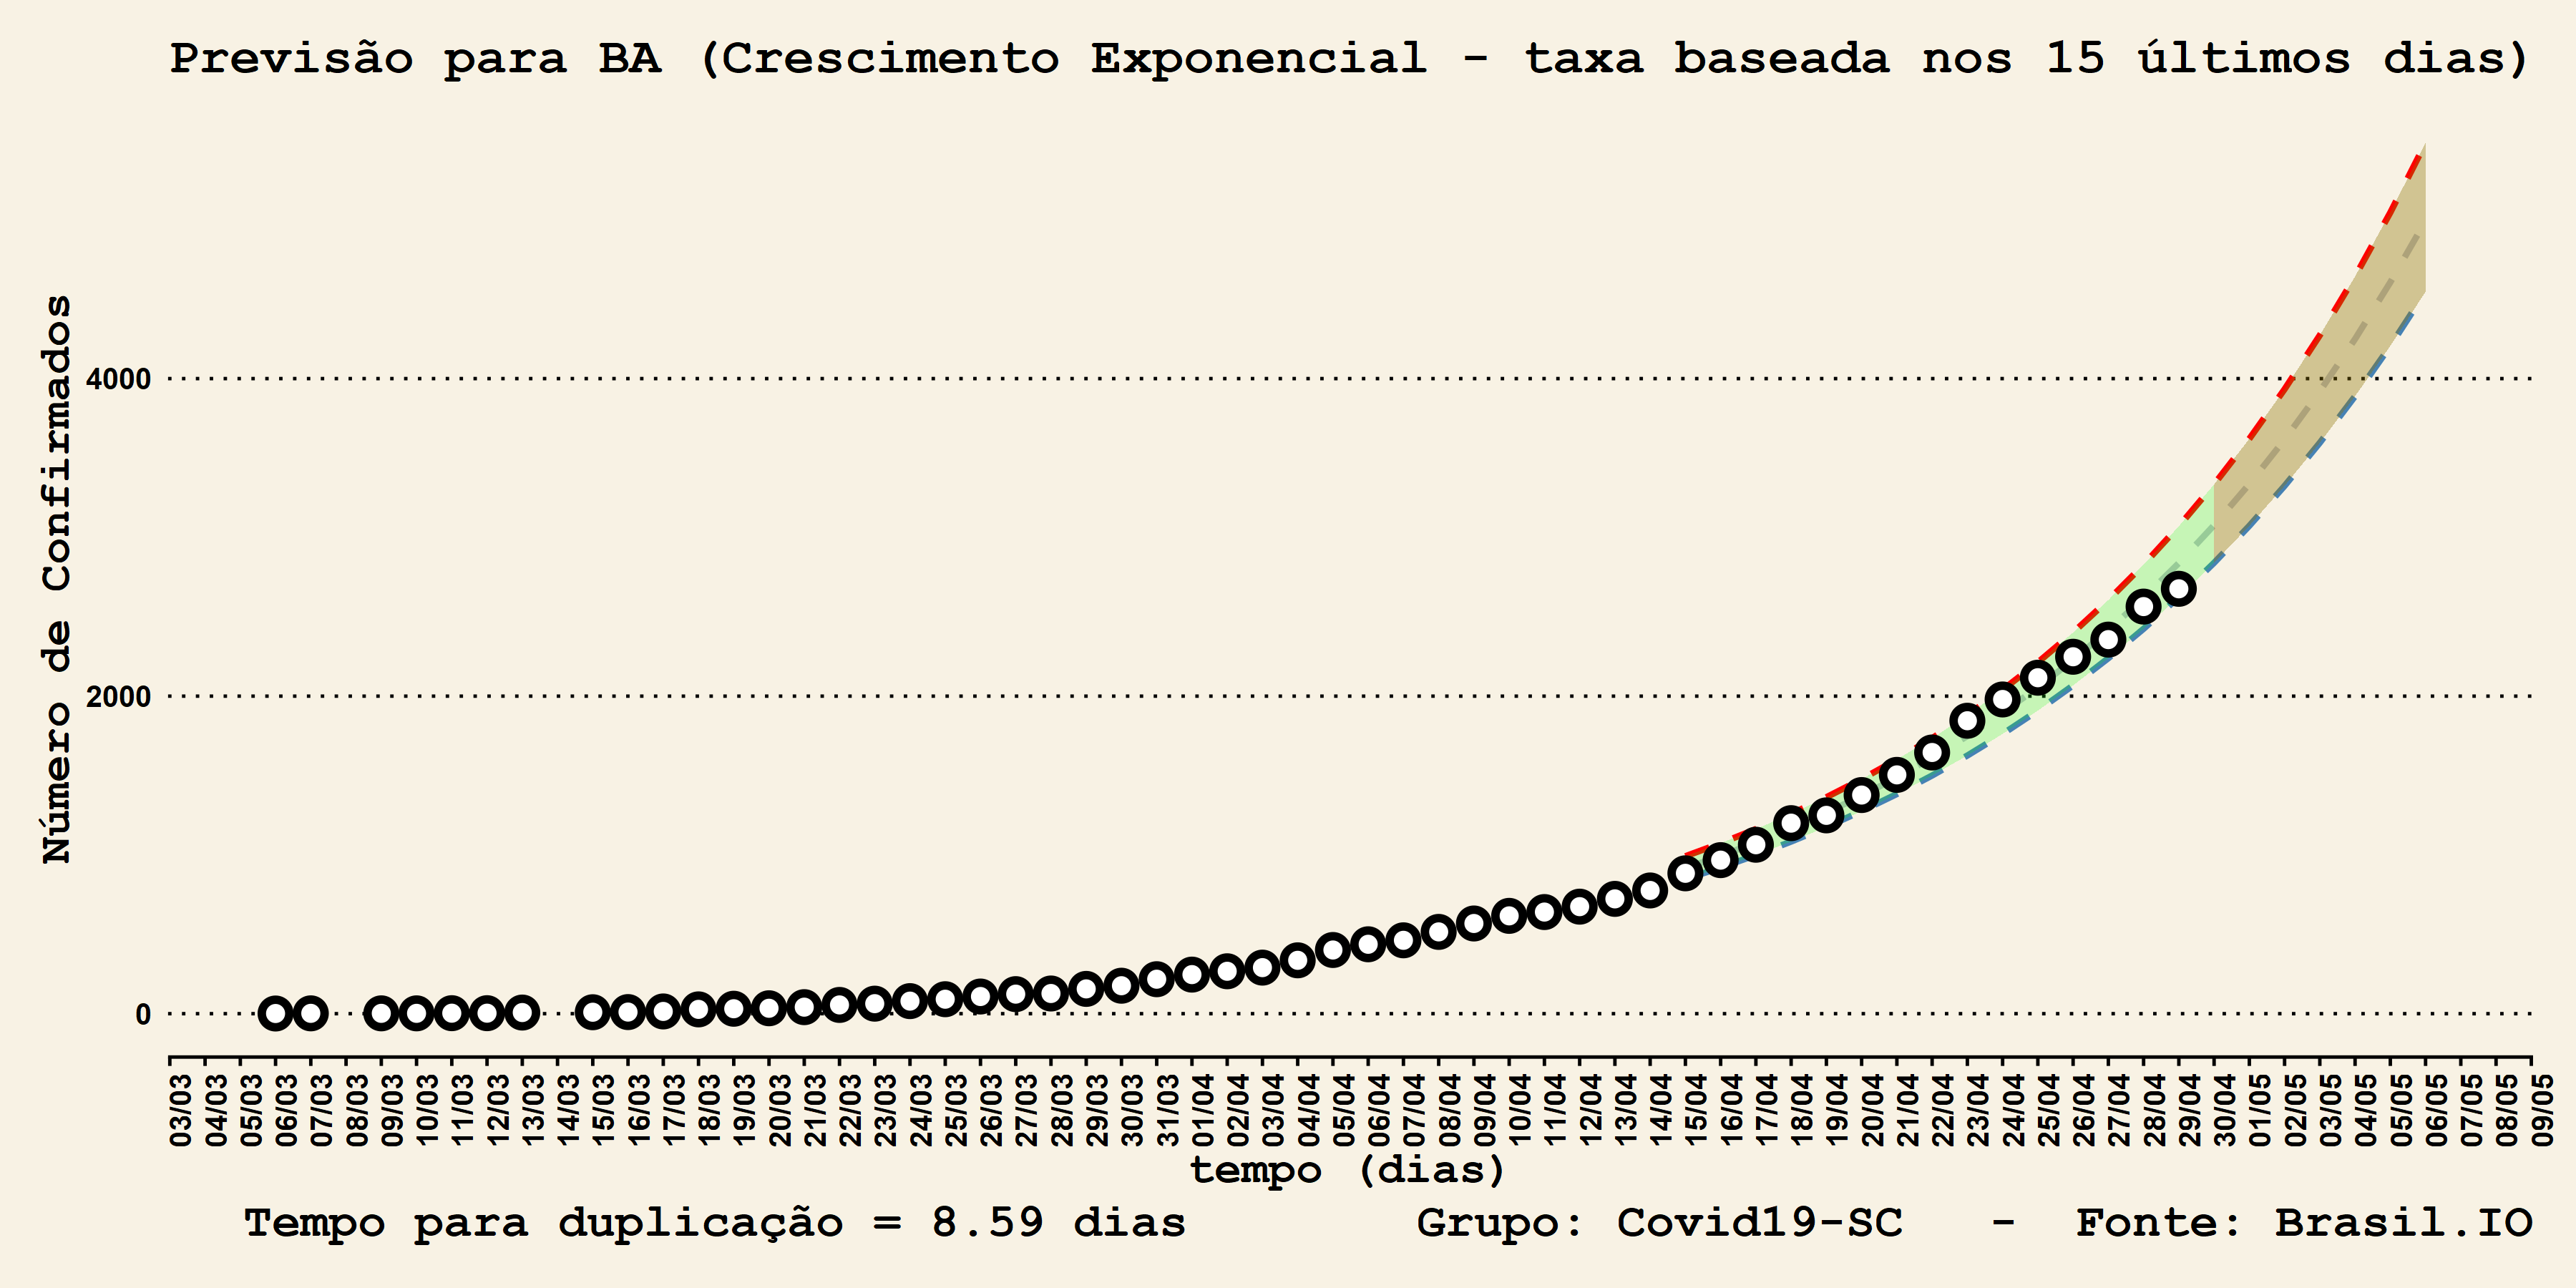 Previsão para BA (Crescimento Exponencial - taxa baseada nos 15 últimos dias)
Número de Confirmados
4000
2000
0
03/03 04/03 05/03 06/03 07/03 08/03 09/03 10/03 11/03 12/03 13/03 14/03 15/03 16/03 17/03 18/03 19/03 20/03 21/03 22/03 23/03 24/03 25/03 26/03 27/03 28/03 29/03 30/03 31/03 01/04 02/04 03/04 04/04 05/04 06/04 07/04 08/04 09/04 10/04 11/04 12/04 13/04 14/04 15/04 16/04 17/04 18/04 19/04 20/04 21/04 22/04 23/04 24/04 25/04 26/04 27/04 28/04 29/04 30/04 01/05 02/05 03/05 04/05 05/05 06/05 07/05 08/05 09/05
tempo (dias)
Tempo para duplicação = 8.59 dias Grupo: Covid19-SC - Fonte: Brasil.IO